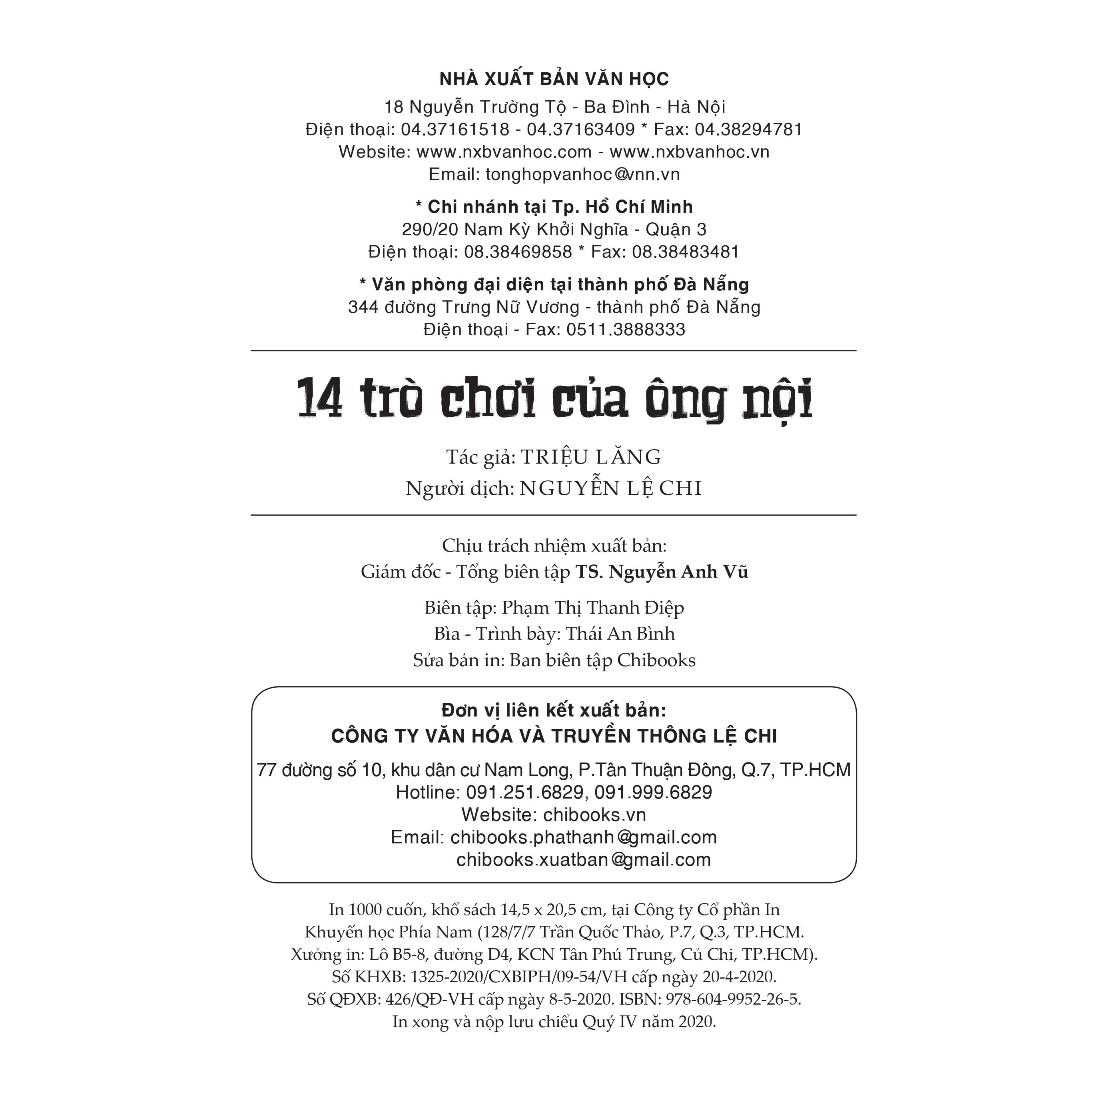 NHÀ XUẤT BẢN VĂN HỌC
18 Nguyễn Trường Tộ - Ba Đình - Hà Nội
Điện thoại: 04.37161518 - 04.37163409 * Fax: 04.38294781
Website: www.nxbvanhoc.com - www.nxbvanhoc.vn
Email: tonghopvanhoc@vnn.vn
* Chi nhánh tại Tp. Hồ Chí Minh
290/20 Nam Kỳ Khởi Nghĩa - Quận 3
Điện thoại: 08.38469858 * Fax: 08.38483481
* Văn phòng đại diện tại thành phố Đà Nẵng
344 đường Trưng Nữ Vương - thành phố Đà Nẵng
Điện thoại - Fax: 0511.3888333
14 trò chơi của ông nội
Tác giả: TRIỆU LĂNG
Người dịch: NGUYỄN LỆ CHI
Chịu trách nhiệm xuất bản:
Giám đốc - Tổng biên tập TS. Nguyễn Anh Vũ
Biên tập: Phạm Thị Thanh Điệp
Bìa - Trình bày: Thái An Bình
Sửa bản in: Ban biên tập Chibooks
Đơn vị liên kết xuất bản:
CÔNG TY VĂN HÓA VÀ TRUYỀN THÔNG LỆ CHI
77 đường số 10, khu dân cư Nam Long, P.Tân Thuận Đông, Q.7, TP.HCM
Hotline: 091.251.6829, 091.999.6829
Website: chibooks.vn
Email: chibooks.phathanh@gmail.com
chibooks.xuatban@gmail.com
In 1000 cuốn, khổ sách 14,5 x 20,5 cm, tại Công ty Cổ phần In
Khuyến học Phía Nam (128/7/7 Trần Quốc Thảo, P.7, Q.3, TP.HCM.
Xưởng in: Lô B5-8, đường D4, KCN Tân Phú Trung, Củ Chi, TP.HCM).
Số KHXB: 1325-2020/CXBIPH/09-54/VH cấp ngày 20-4-2020.
Số QĐXB: 426/QĐ-VH cấp ngày 8-5-2020. ISBN: 978-604-9952-26-5.
In xong và nộp lưu chiểu Quý IV năm 2020.